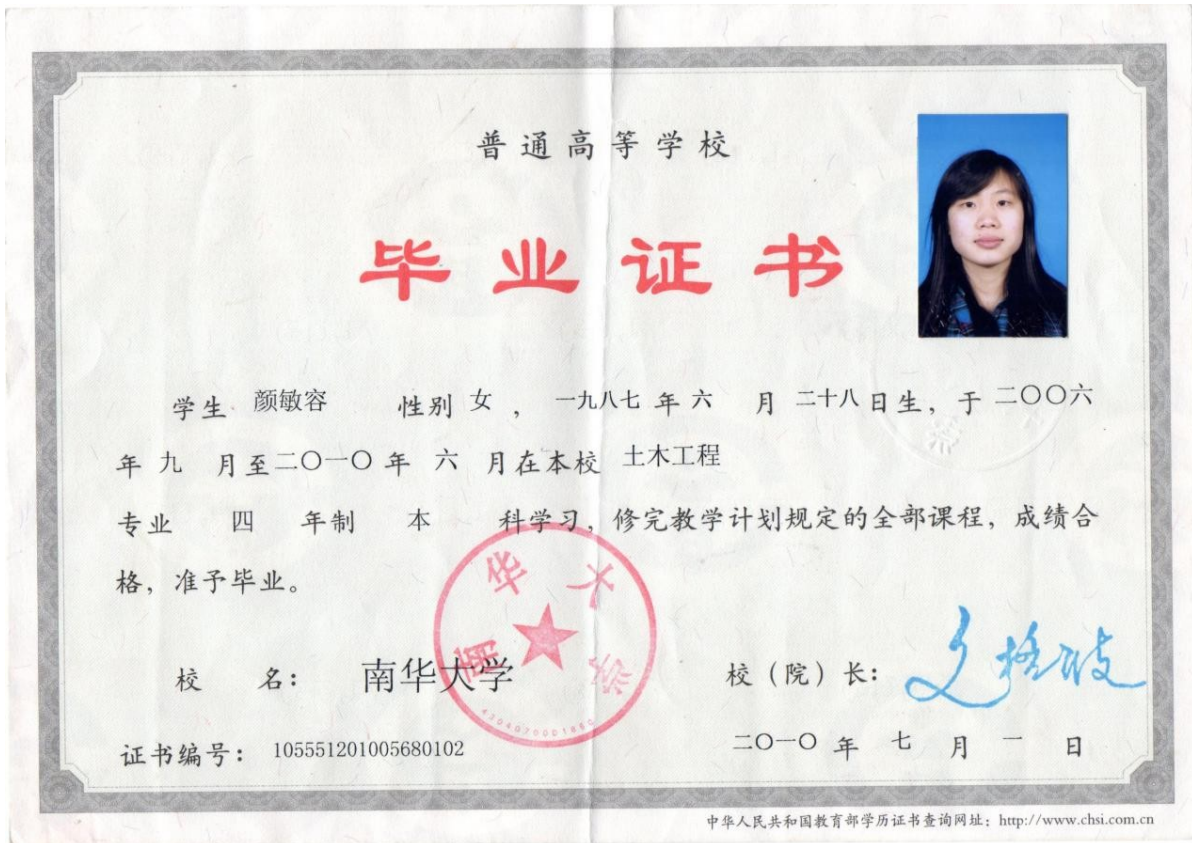 普通高等学校
毕业证书
学生 颜敏容 性别 女 , 一九八七 年 六 月 二十八 日生, 于 二〇〇六
年 九 月至 二〇一〇 年 六 月在本校 土木工程
专业 四 年制 本 科学习, 修完教学计划规定的全部课程, 成绩合
格, 准予毕业。
南华大学
校 名: 南华大学 校（院）长:
证书编号: 105551201005680102 二〇一〇 年 七 月 一 日
中华人民共和国教育部学历证书查询网址: http://www.chsi.com.cn